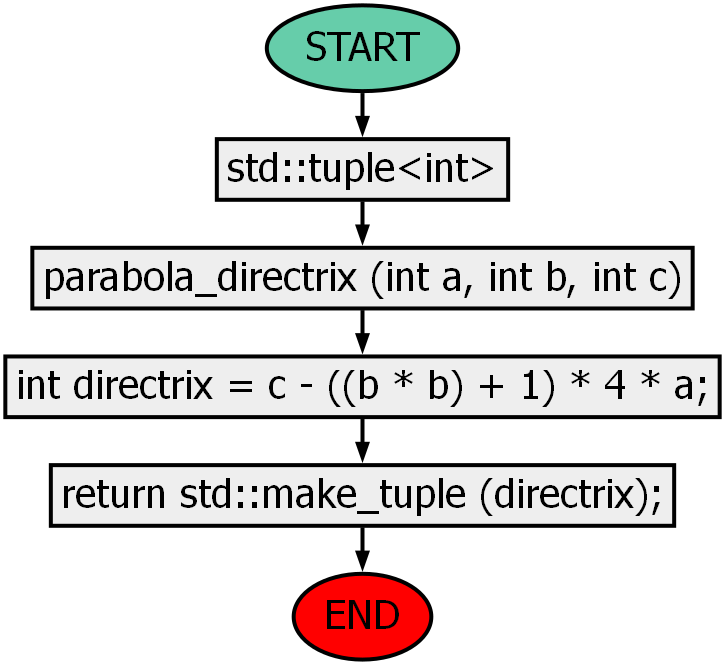 START
std::tuple<int>
parabola_directrix (int a, int b, int c)
int directrix = c - ((b * b) + 1) * 4 * a;
return std::make_tuple (directrix);
END